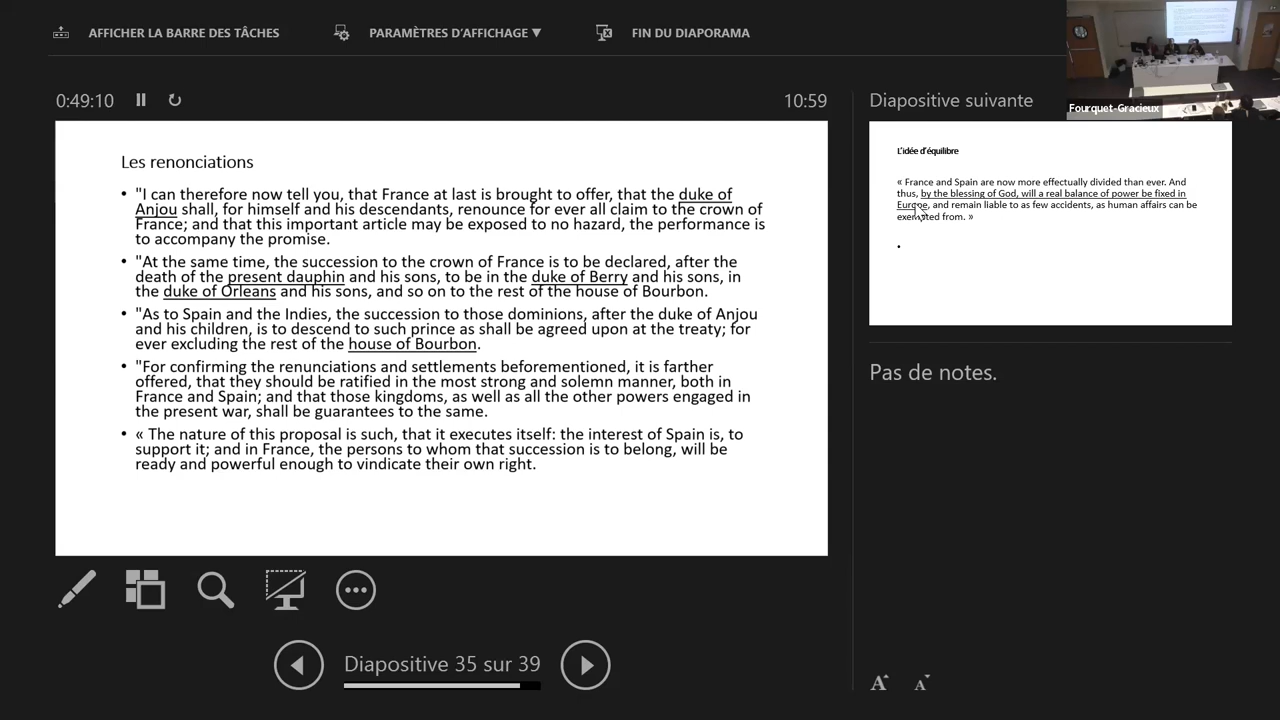 AFFICHER LA BARRE DES TÂCHES
PARAMÈTRES D'AFFICHAGE ▼
FIN DU DIAPORAMA
0:49:10
10:59
Les renonciations
• "I can therefore now tell you, that France at last is brought to offer, that the duke of
Anjou shall, for himself and his descendants, renounce for ever all claim to the crown of
France; and that this important article may be exposed to no hazard, the performance is
to accompany the promise.
• "At the same time, the succession to the crown of France is to be declared, after the
death of the present dauphin and his sons, to be in the duke of Berry and his sons, in
the duke of Orleans and his sons, and so on to the rest of the house of Bourbon.
• "As to Spain and the Indies, the succession to those dominions, after the duke of Anjou
and his children, is to descend to such prince as shall be agreed upon at the treaty; for
ever excluding the rest of the house of Bourbon.
• "For confirming the renunciations and settlements beforementioned, it is farther
offered, that they should be ratified in the most strong and solemn manner, both in
France and Spain; and that those kingdoms, as well as all the other powers engaged in
the present war, shall be guarantees to the same.
• « The nature of this proposal is such, that it executes itself: the interest of Spain is, to
support it; and in France, the persons to whom that succession is to belong, will be
ready and powerful enough to vindicate their own right.
Diapositive 35 sur 39
Diapositive suivante
Fourquet-Gracieux
L'idée d'équilibre
« France and Spain are now more effectually divided than ever. And
thus, by the blessing of God, will a real balance of power be fixed in
Europe, and remain liable to as few accidents, as human affairs can be
exempted from. »
•
Pas de notes.
A A